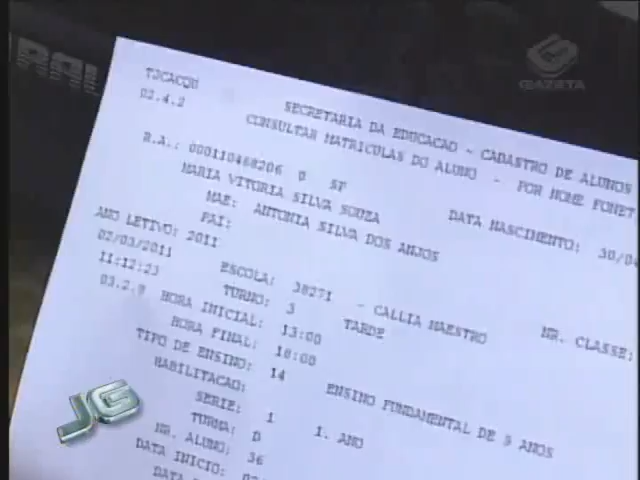 GAZETA
TJCACQU
02.4.2
SECRETARIA DA EDUCACAO - CADASTRO DE ALUNOS
CONSULTAR MATRICULAS DO ALUNO - POR NOME FONET
R.A.: 000110468206 0 SP
MARIA VITORIA SILVA SOUZA
DATA NASCIMENTO: 30/04
MAE: ANTONIA SILVA DOS ANJOS
PAI:
ANO LETIVO: 2011
02/03/2011
ESCOLA: 38271 - CALLIA MAESTRO
NR. CLASSE:
11:12:23
TURNO: 3 TARDE
03.2.9
HORA INICIAL: 13:00
HORA FINAL: 18:00
TIPO DE ENSINO: 14 ENSINO FUNDAMENTAL DE 9 ANOS
HABILITACAO:
SERIE: 1 1. ANO
TURMA: D
NR. ALUNO: 36
DATA INICIO:
JG